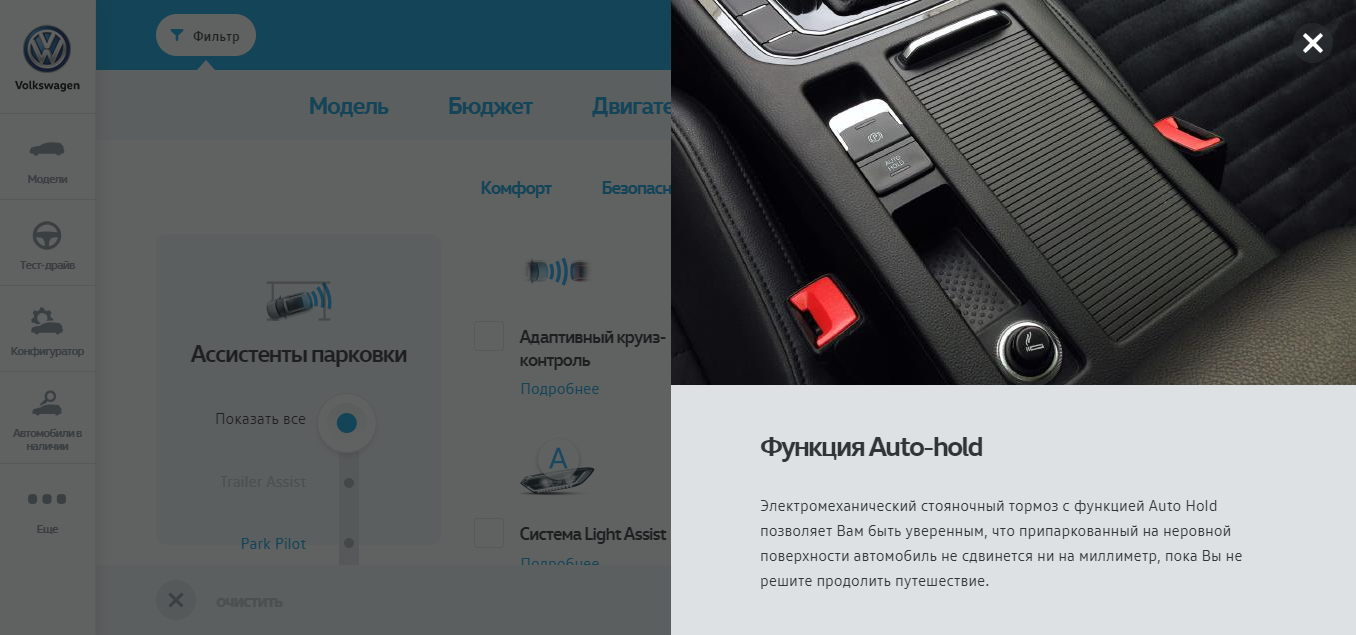 Volkswagen
Модели
Тест-драйв
Конфигуратор
Автомобили в
наличии
Еще
Фильтр
Модель Бюджет Двигате
Комфорт Безопасн
Ассистенты парковки
Показать все
Trailer Assist
Park Pilot
Адаптивный круиз-
контроль
Подробнее
A
Система Light Assist
Подробнее
ОЧИСТИТЬ
(P)
AUTO
HOLD
Функция Auto-hold
Электромеханический стояночный тормоз с функцией Auto Hold
позволяет Вам быть уверенным, что припаркованный на неровной
поверхности автомобиль не сдвинется ни на миллиметр, пока Вы не
решите продолить путешествие.